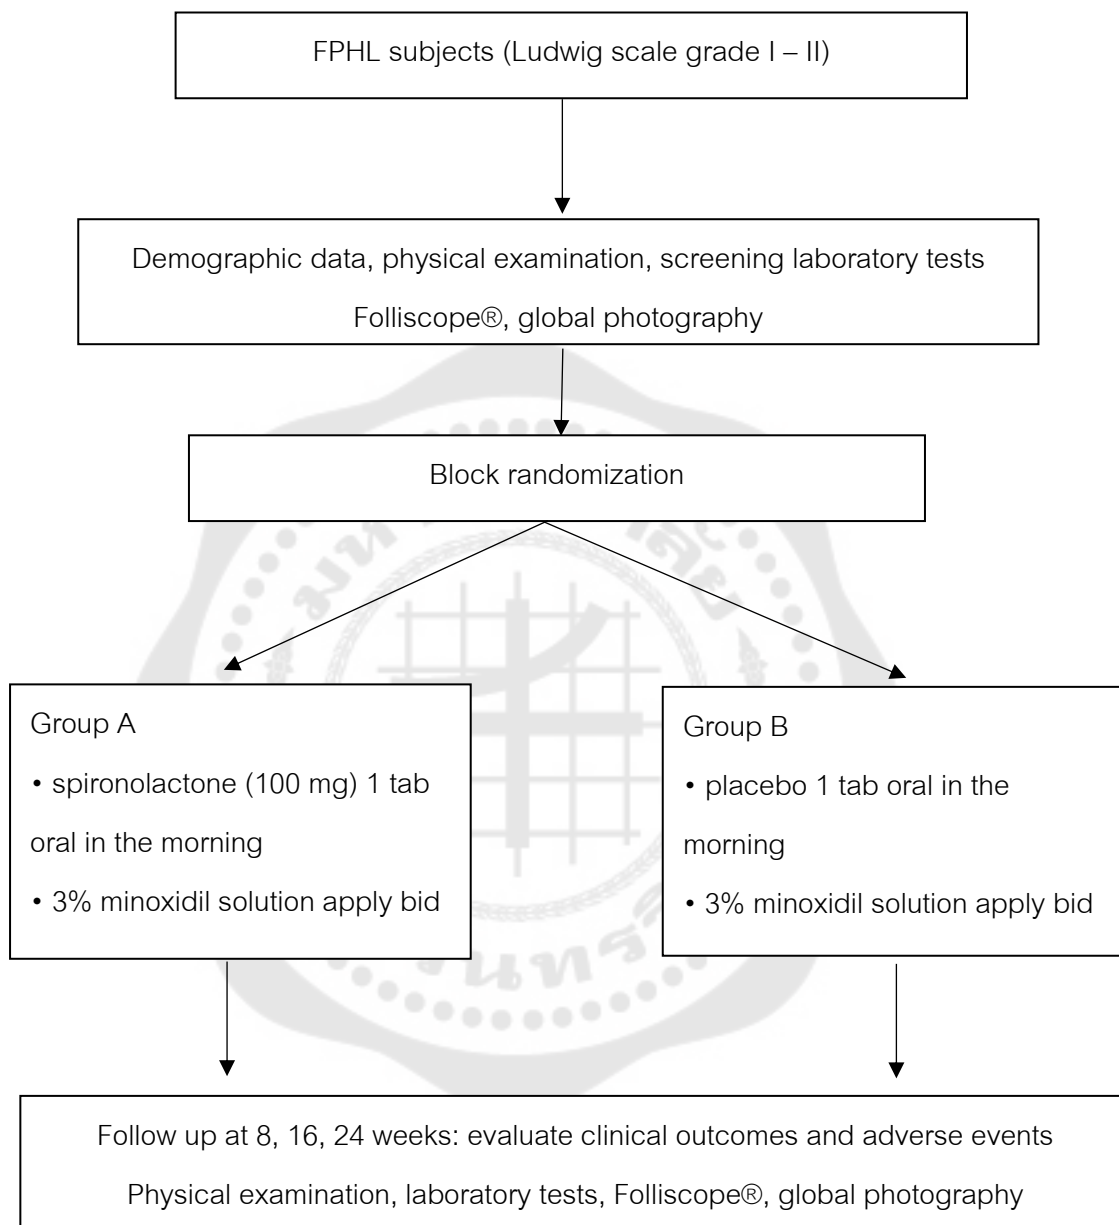 FPHL subjects (Ludwig scale grade I – II)
Demographic data, physical examination, screening laboratory tests
Folliscope®, global photography
Block randomization
Group A
• spironolactone (100 mg) 1 tab
oral in the morning
• 3% minoxidil solution apply bid
Group B
• placebo 1 tab oral in the
morning
• 3% minoxidil solution apply bid
Follow up at 8, 16, 24 weeks: evaluate clinical outcomes and adverse events
Physical examination, laboratory tests, Folliscope®, global photography